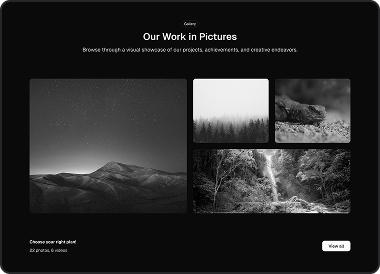 Gallery
Our Work in Pictures
Browse through a visual showcase of our projects, achievements, and creative endeavors.
Choose your right plan!
22 photos, 6 videos
View all